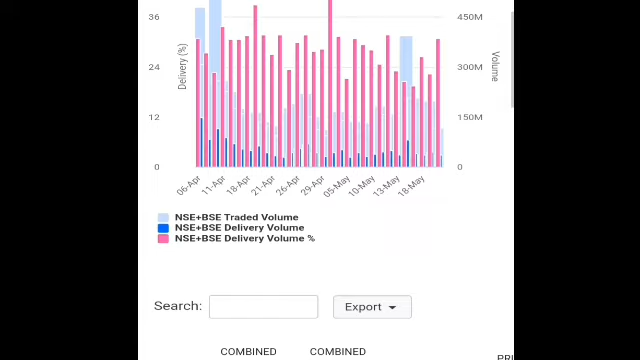 36 450M
Delivery (%)
Volume
24 300M
12 150M
0 0
06-Apr 11-Apr 18-Apr 21-Apr 26-Apr 29-Apr 05-May 10-May 13-May 18-May
NSE+BSE Traded Volume
NSE+BSE Delivery Volume
NSE+BSE Delivery Volume %
Search:
Export
COMBINED COMBINED
PRI